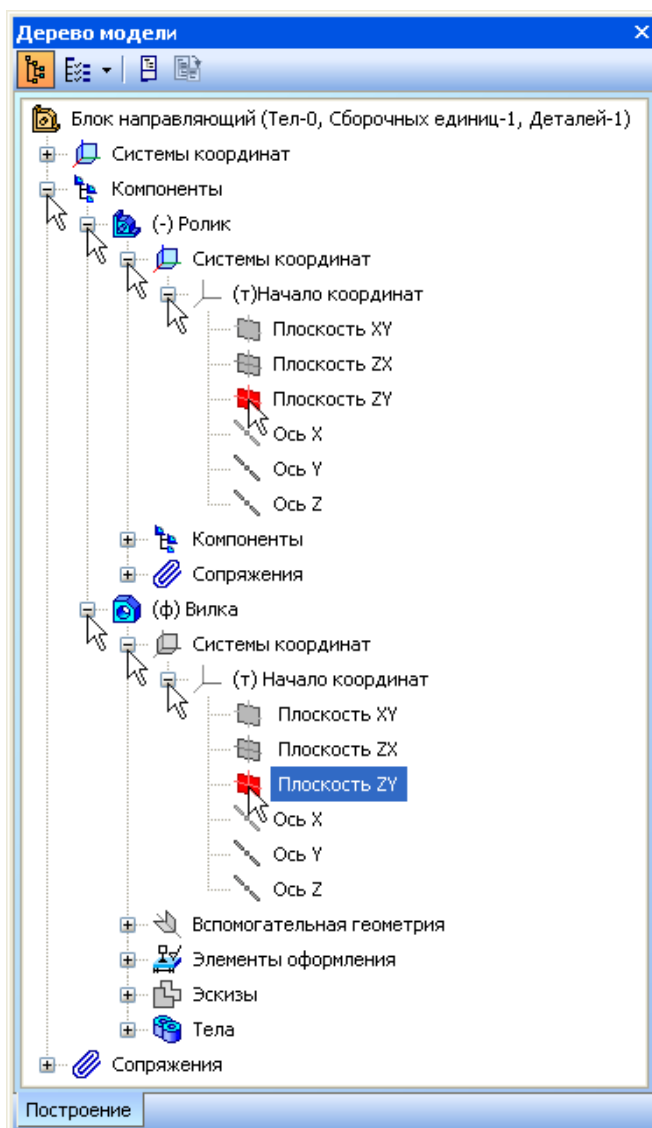 Дерево модели
Блок направляющий (Тел-0, Сборочных единиц-1, Деталей-1)
Системы координат
Компоненты
(-) Ролик
Системы координат
(т)Начало координат
Плоскость XY
Плоскость ZX
Плоскость ZY
Ось X
Ось Y
Ось Z
Компоненты
Сопряжения
(ф) Вилка
Системы координат
(т) Начало координат
Плоскость XY
Плоскость ZX
Плоскость ZY
Ось X
Ось Y
Ось Z
Вспомогательная геометрия
Элементы оформления
Эскизы
Тела
Сопряжения
Построение